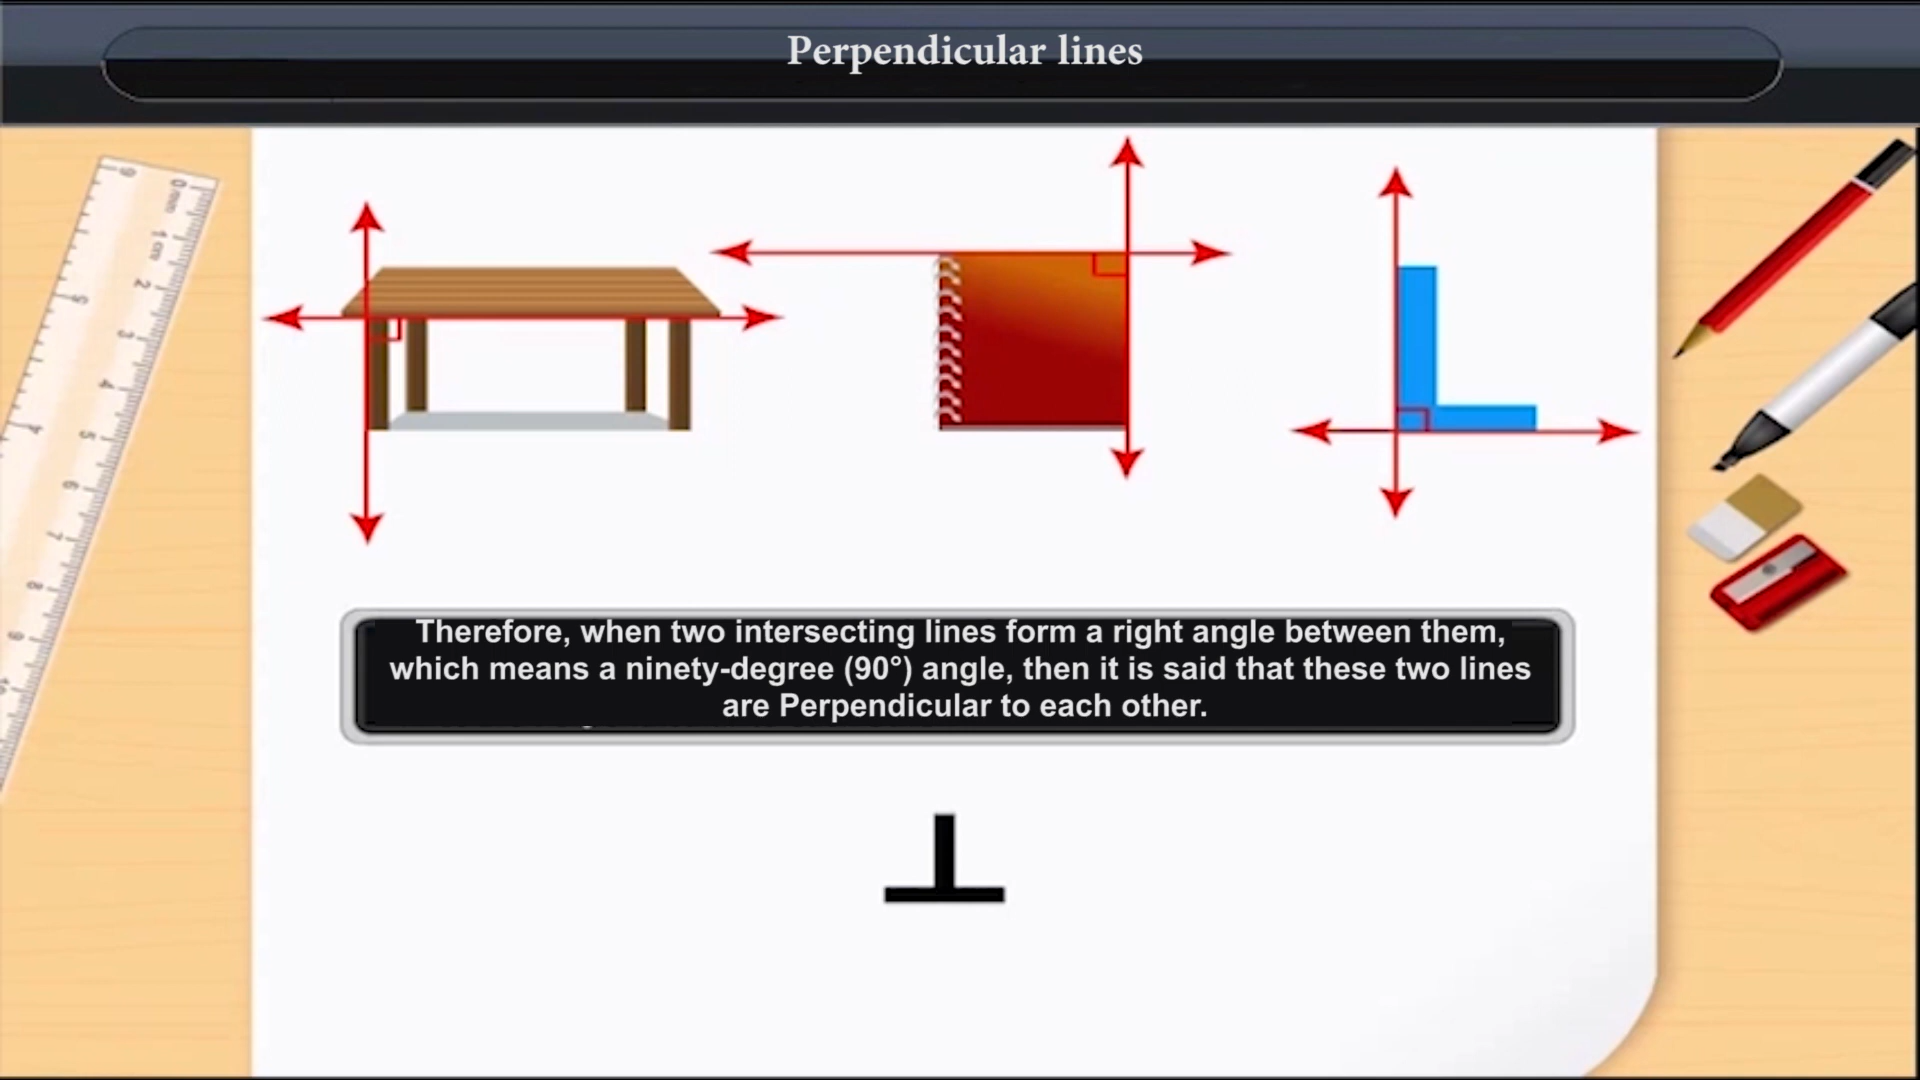 Perpendicular lines
Therefore, when two intersecting lines form a right angle between them,
which means a ninety-degree (90°) angle, then it is said that these two lines
are Perpendicular to each other.